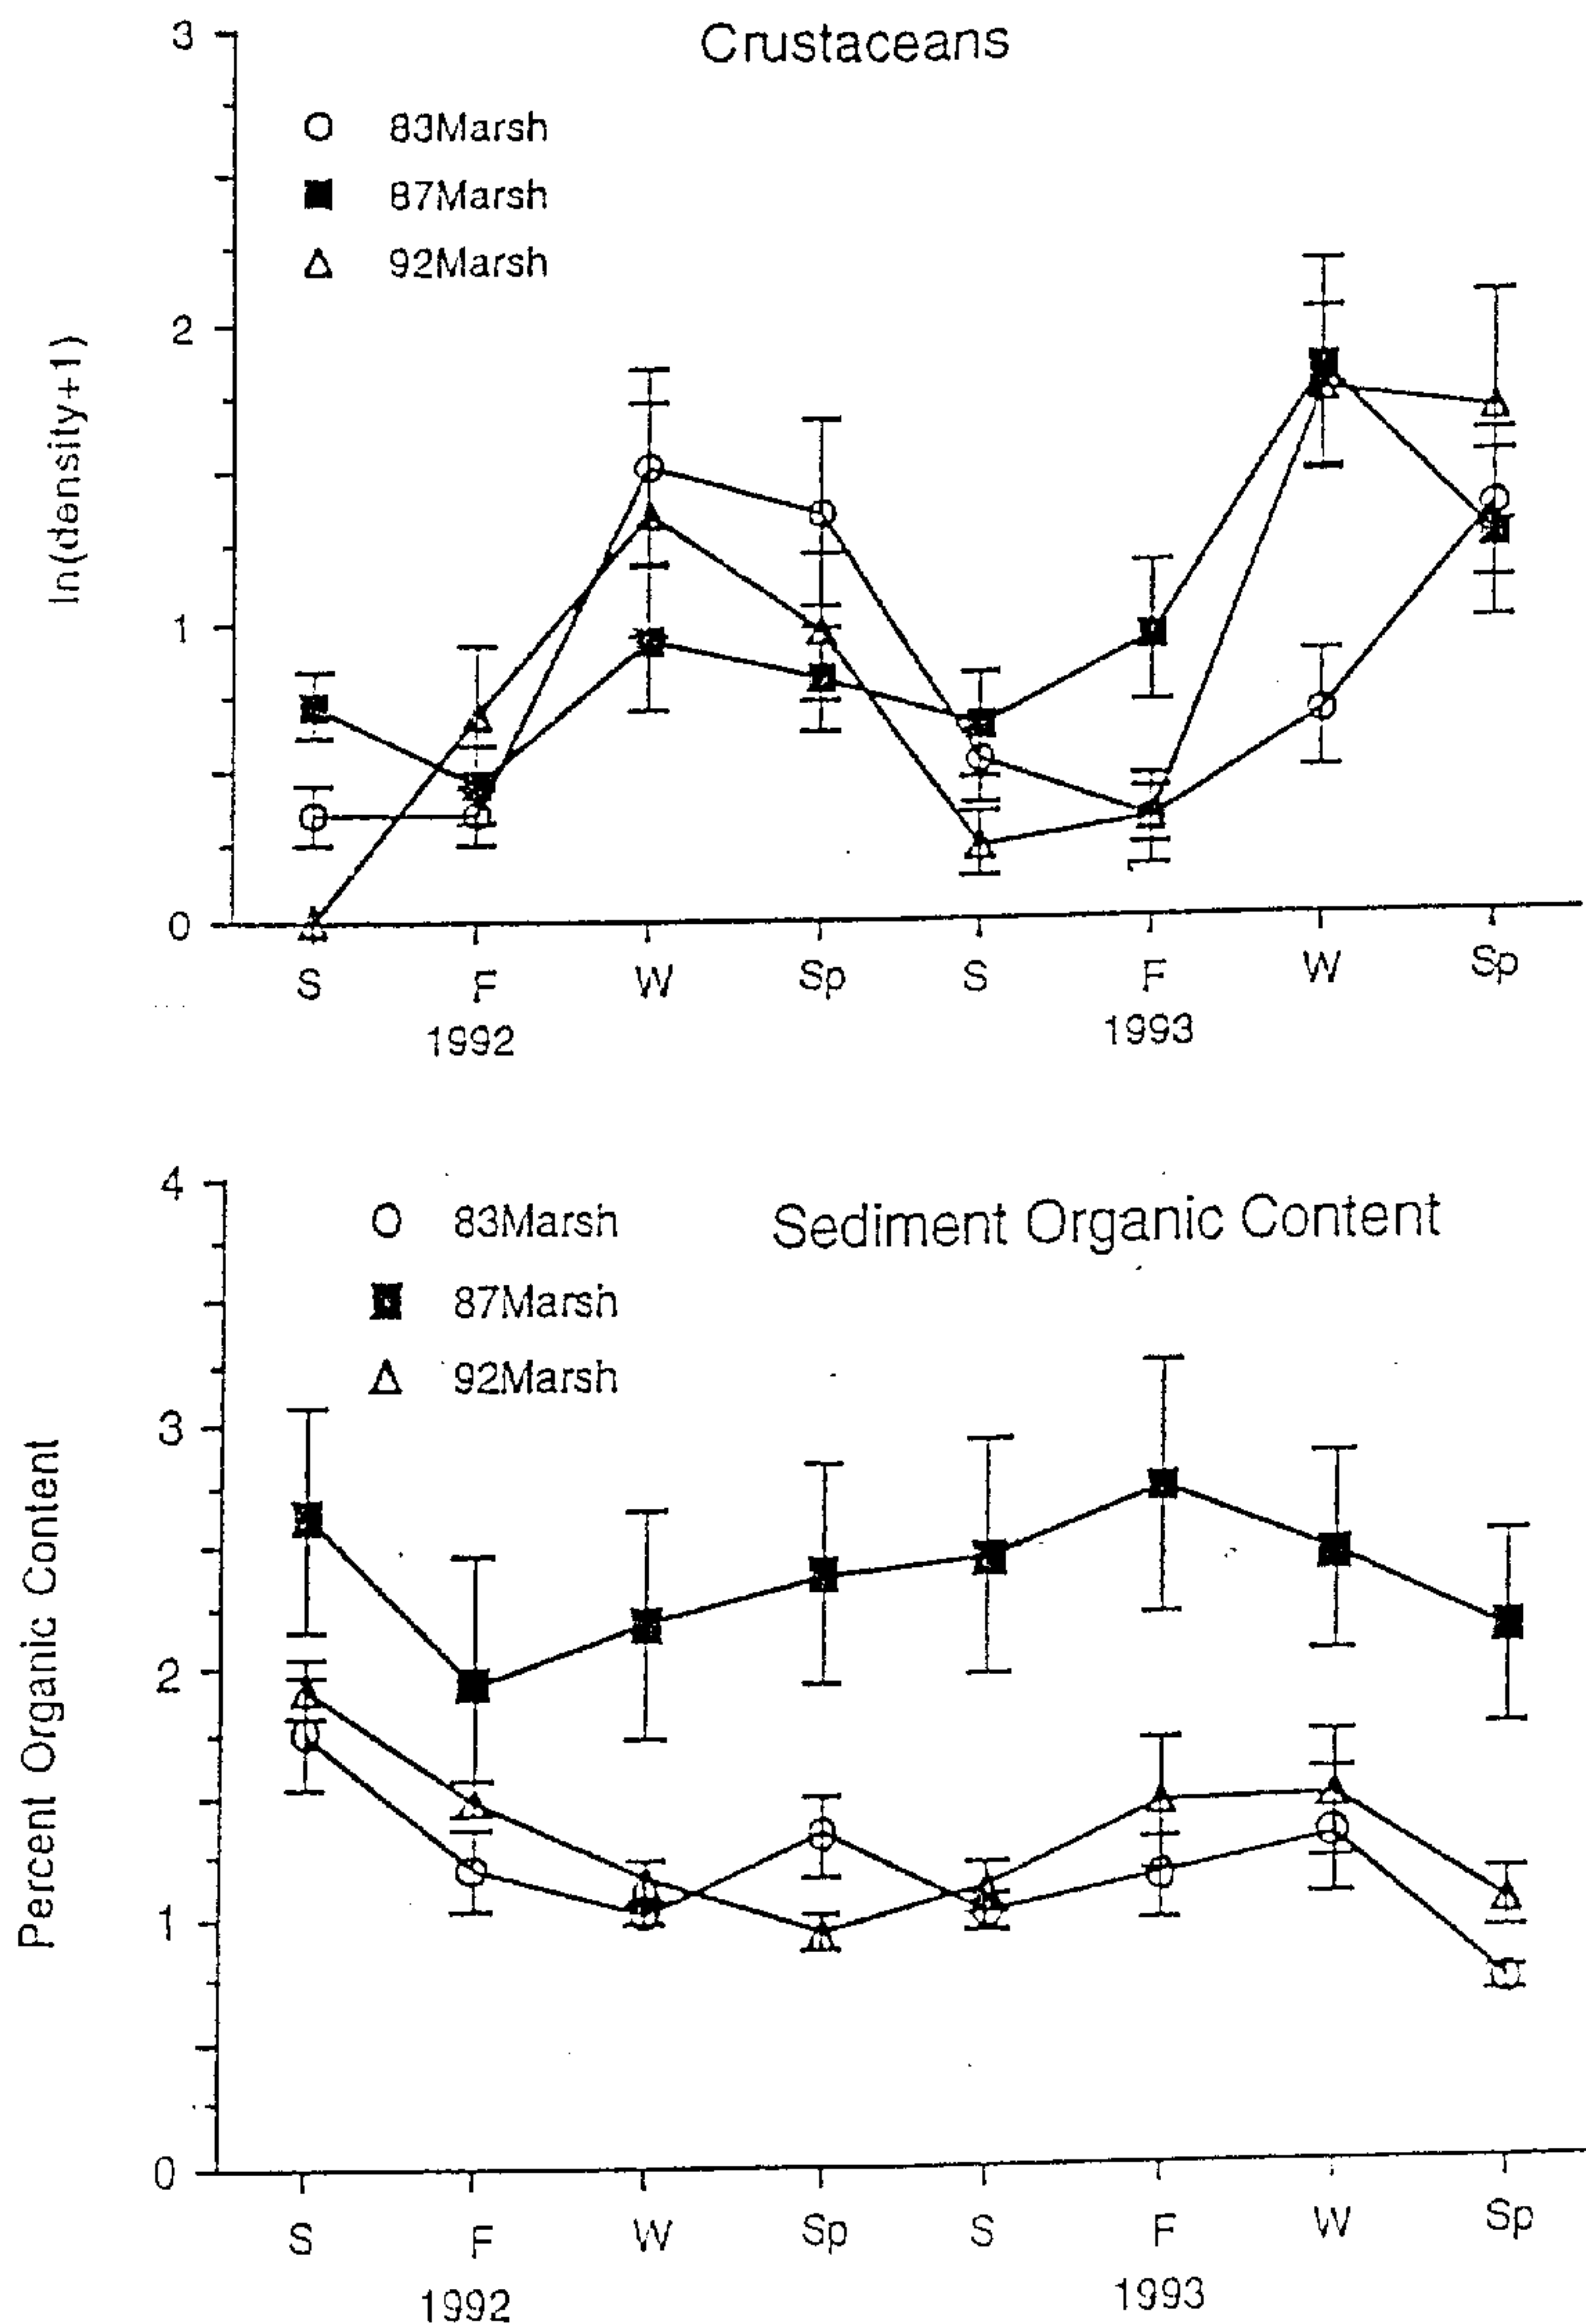 Crustaceans
3
83Marsh
87Marsh
92Marsh
2
ln(density+1)
1
0
S F W Sp S F W Sp
1992 1993
4
83Marsh
Sediment Organic Content
87Marsh
92Marsh
3
Percent Organic Content
2
1
0
S F W Sp S F W Sp
1992 1993